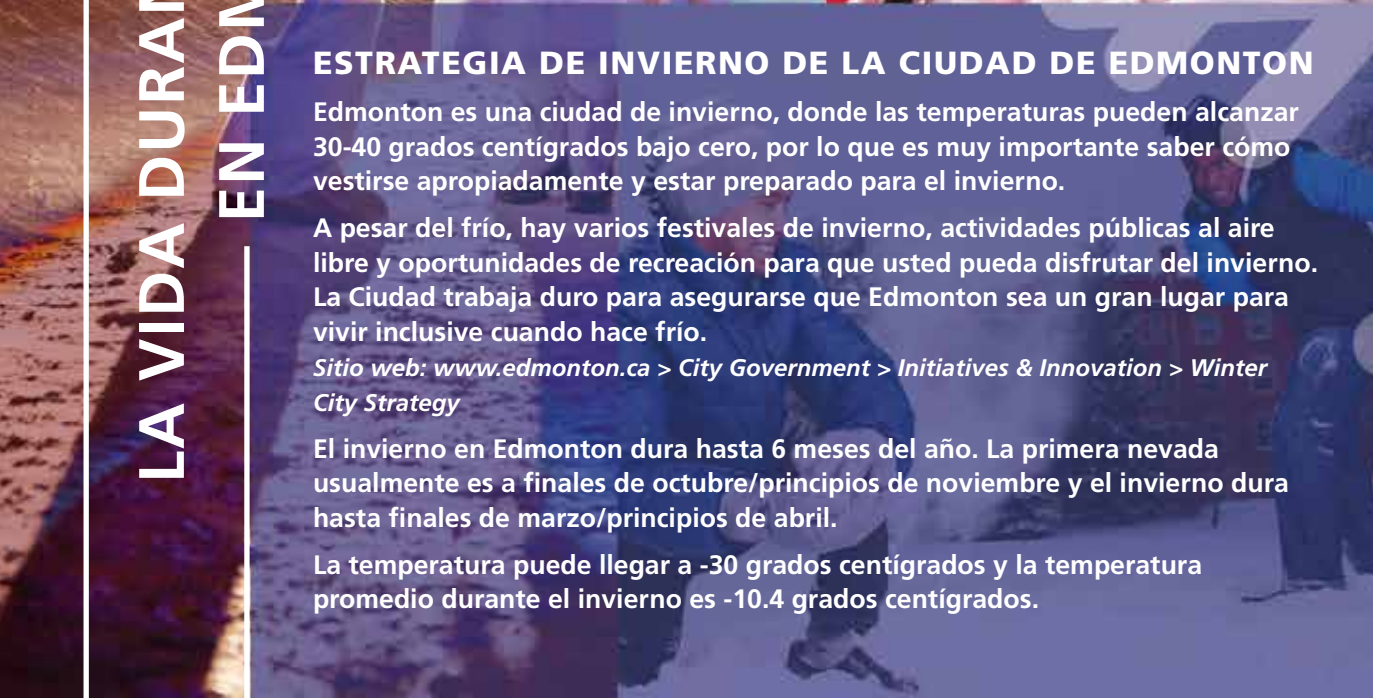 LA VIDA DURAN
EN EDM
ESTRATEGIA DE INVIERNO DE LA CIUDAD DE EDMONTON
Edmonton es una ciudad de invierno, donde las temperaturas pueden alcanzar
30-40 grados centígrados bajo cero, por lo que es muy importante saber cómo
vestirse apropiadamente y estar preparado para el invierno.
A pesar del frío, hay varios festivales de invierno, actividades públicas al aire
libre y oportunidades de recreación para que usted pueda disfrutar del invierno.
La Ciudad trabaja duro para asegurarse que Edmonton sea un gran lugar para
vivir inclusive cuando hace frío.
Sitio web: www.edmonton.ca > City Government > Initiatives & Innovation > Winter
City Strategy
El invierno en Edmonton dura hasta 6 meses del año. La primera nevada
usualmente es a finales de octubre/principios de noviembre y el invierno dura
hasta finales de marzo/principios de abril.
La temperatura puede llegar a -30 grados centígrados y la temperatura
promedio durante el invierno es -10.4 grados centígrados.